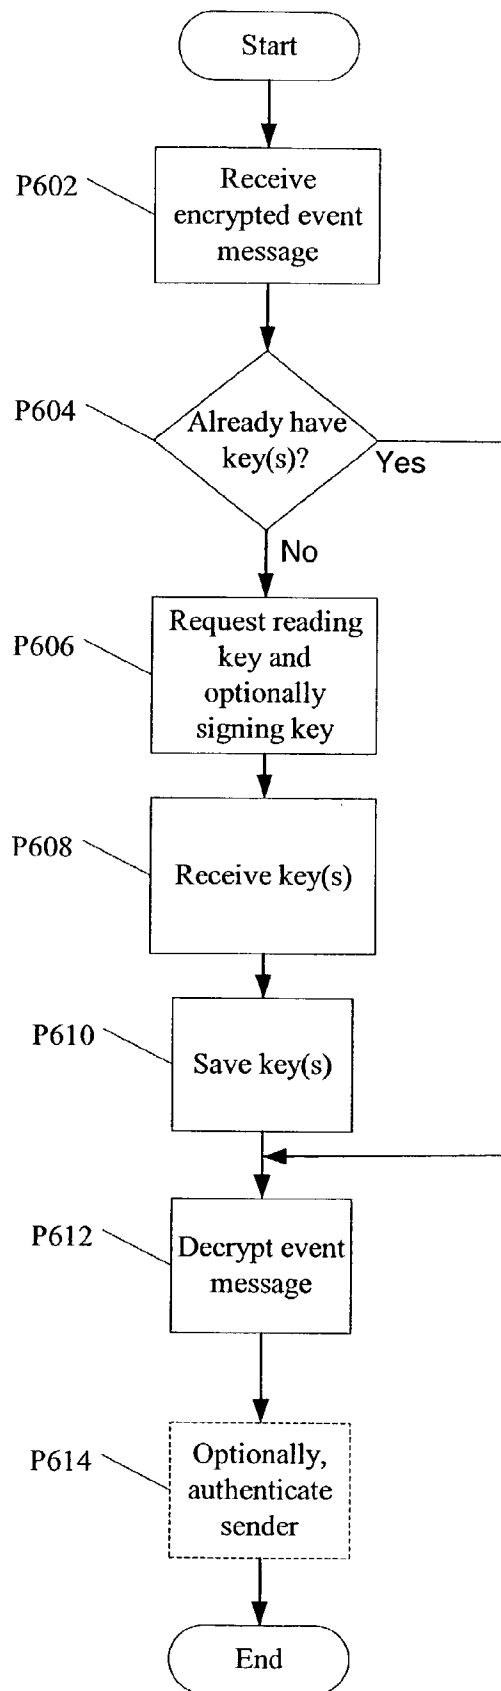 Start
P602
Receive
encrypted event
message
P604
Already have
key(s)?
Yes
No
P606
Request reading
key and
optionally
signing key
P608
Receive key(s)
P610
Save key(s)
P612
Decrypt event
message
P614
Optionally,
authenticate
sender
End